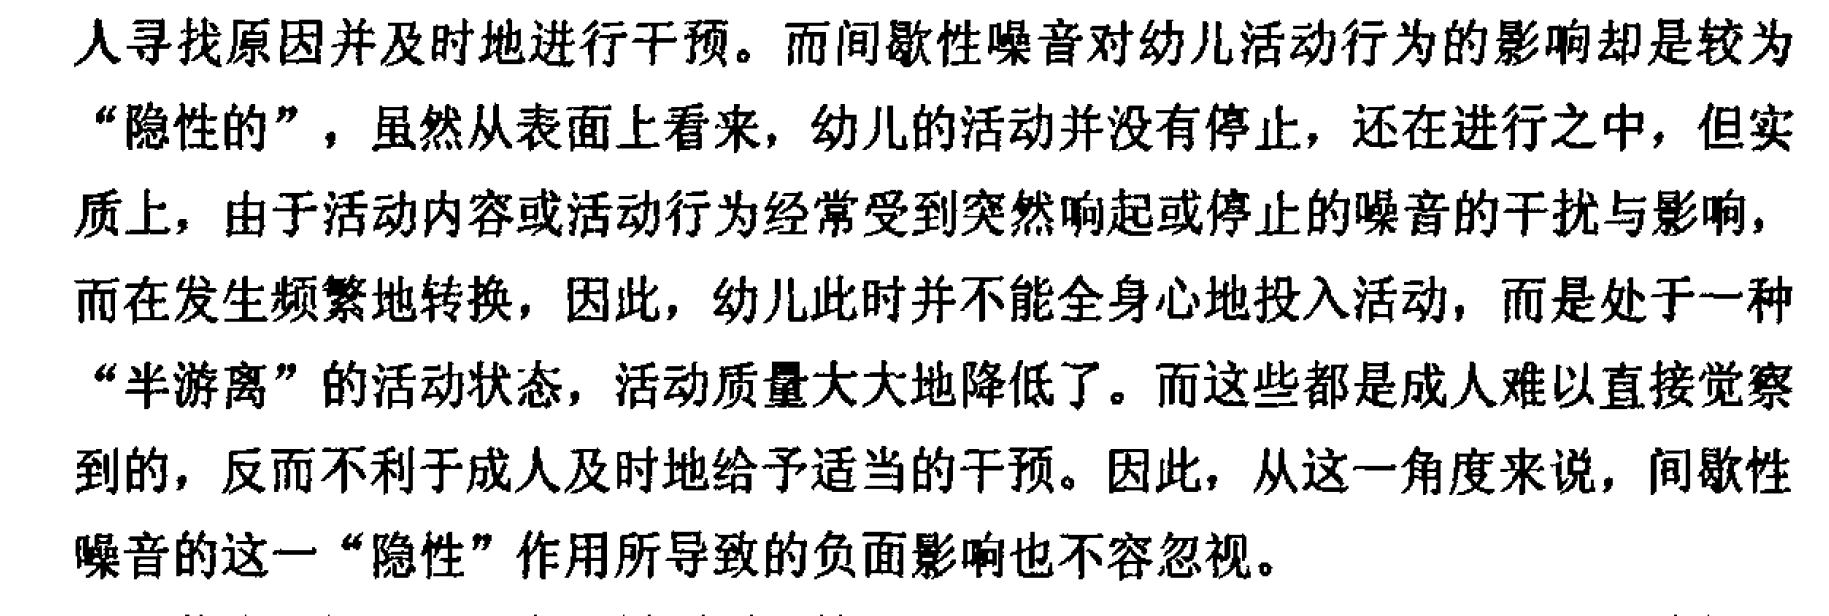 人寻找原因并及时地进行干预。而间歇性噪音对幼儿活动行为的影响却是较为
“隐性的”，虽然从表面上看来，幼儿的活动并没有停止，还在进行之中，但实
质上，由于活动内容或活动行为经常受到突然响起或停止的噪音的干扰与影响，
而在发生频繁地转换，因此，幼儿此时并不能全身心地投入活动，而是处于一种
“半游离”的活动状态，活动质量大大地降低了。而这些都是成人难以直接觉察
到的，反而不利于成人及时地给予适当的干预。因此，从这一角度来说，间歇性
噪音的这一“隐性”作用所导致的负面影响也不容忽视。